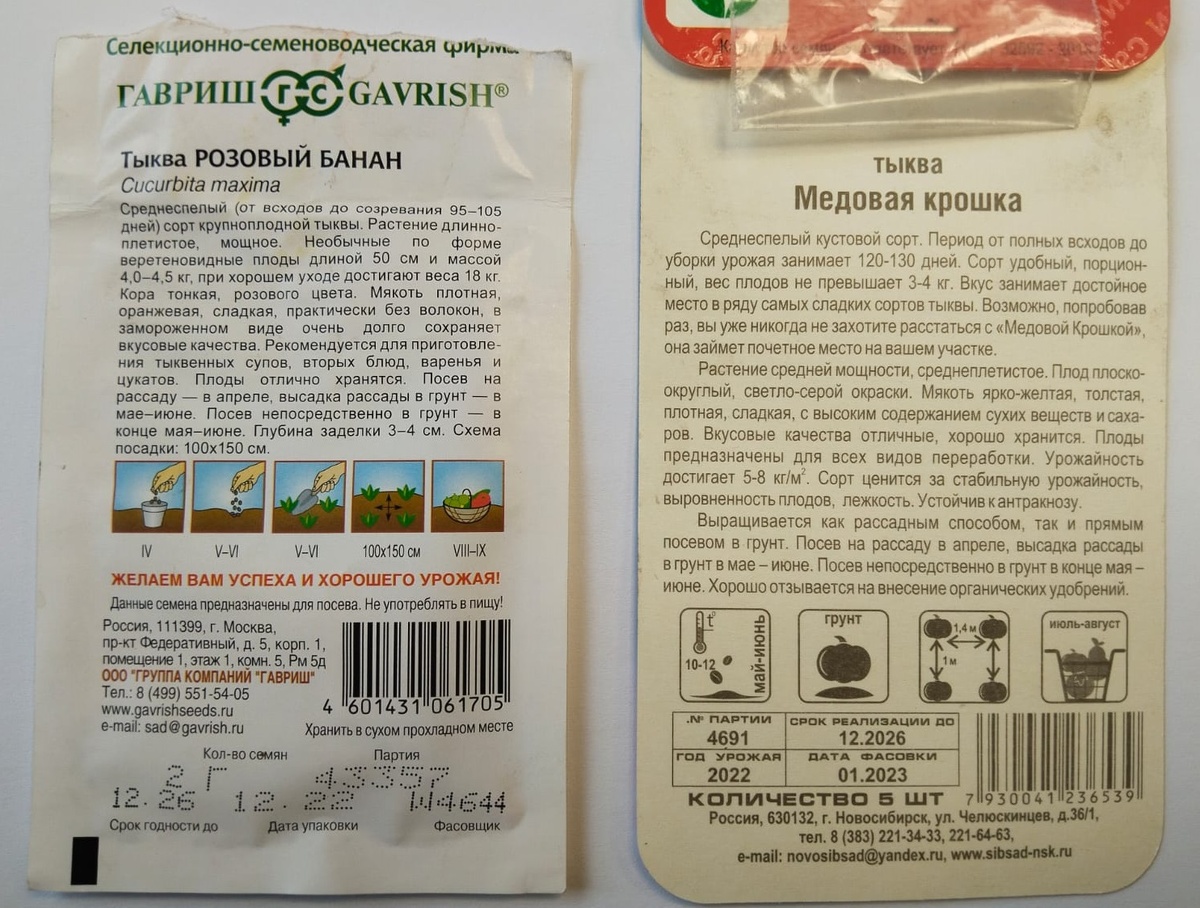 Селекционно-семеноводческая фирма
ГАВРИШ ГС GAVRISH®
Тыква РОЗОВЫЙ БАНАН
Cucurbita maxima
Среднеспелый (от всходов до созревания 95–105
дней) сорт крупноплодной тыквы. Растение длинно-
плетистое, мощное. Необычные по форме
веретеновидные плоды длиной 50 см и массой
4,0–4,5 кг, при хорошем уходе достигают веса 18 кг.
Кора тонкая, розового цвета. Мякоть плотная,
оранжевая, сладкая, практически без волокон, в
замороженном виде очень долго сохраняет
вкусовые качества. Рекомендуется для приготовле-
ния тыквенных супов, вторых блюд, варенья и
цукатов. Плоды отлично хранятся. Посев на
рассаду — в апреле, высадка рассады в грунт — в
мае–июне. Посев непосредственно в грунт — в
конце мая–июне. Глубина заделки 3–4 см. Схема
посадки: 100х150 см.
IV V–VI V–VI 100х150 см VIII–IX
ЖЕЛАЕМ ВАМ УСПЕХА И ХОРОШЕГО УРОЖАЯ!
Данные семена предназначены для посева. Не употреблять в пищу!
Россия, 111399, г. Москва,
пр-кт Федеративный, д. 5, корп. 1,
помещение 1, этаж 1, комн. 5, Рм 5д
ООО "ГРУППА КОМПАНИЙ "ГАВРИШ"
Тел.: 8 (499) 551-54-05
www.gavrishseeds.ru
e-mail: sad@gavrish.ru
4 601431 061705
Хранить в сухом прохладном месте
Кол-во семян Партия
2 Г 43357
12.26 12.22 W4644
Срок годности до Дата упаковки Фасовщик
тыква
Медовая крошка
Среднеспелый кустовой сорт. Период от полных всходов до
уборки урожая занимает 120-130 дней. Сорт удобный, порцион-
ный, вес плодов не превышает 3-4 кг. Вкус занимает достойное
место в ряду самых сладких сортов тыквы. Возможно, попробовав
раз, вы уже никогда не захотите расстаться с «Медовой Крошкой»,
она займет почетное место на вашем участке.
Растение средней мощности, среднеплетистое. Плод плоско-
округлый, светло-серой окраски. Мякоть ярко-желтая, толстая,
плотная, сладкая, с высоким содержанием сухих веществ и саха-
ров. Вкусовые качества отличные, хорошо хранится. Плоды
предназначены для всех видов переработки. Урожайность
достигает 5-8 кг/м². Сорт ценится за стабильную урожайность,
выровненность плодов, лежкость. Устойчив к антракнозу.
Выращивается как рассадным способом, так и прямым
посевом в грунт. Посев на рассаду в апреле, высадка рассады
в грунт в мае – июне. Посев непосредственно в грунт в конце мая –
июне. Хорошо отзывается на внесение органических удобрений.
t°
10-12
май-июнь
грунт
1,4 м
1 м
июль-август
.№ ПАРТИИ СРОК РЕАЛИЗАЦИИ ДО
4691 12.2026
ГОД УРОЖАЯ ДАТА ФАСОВКИ
2022 01.2023
КОЛИЧЕСТВО 5 ШТ
7 930041 236539
Россия, 630132, г. Новосибирск, ул. Челюскинцев, д.36/1,
тел. 8 (383) 221-34-33, 221-64-63,
e-mail: novosibsad@yandex.ru, www.sibsad-nsk.ru